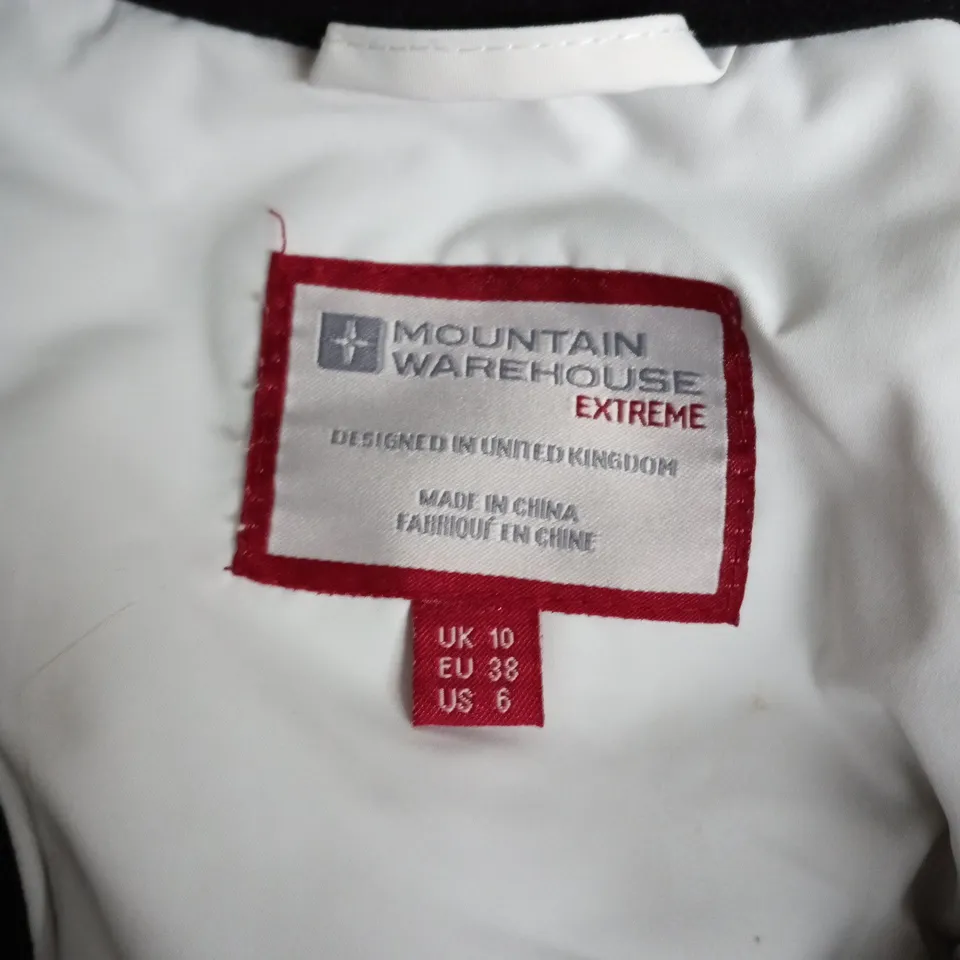 MOUNTAIN
WAREHOUSE
EXTREME
DESIGNED IN UNITED KINGDOM
MADE IN CHINA
FABRIQUÉ EN CHINE
UK 10
EU 38
US 6